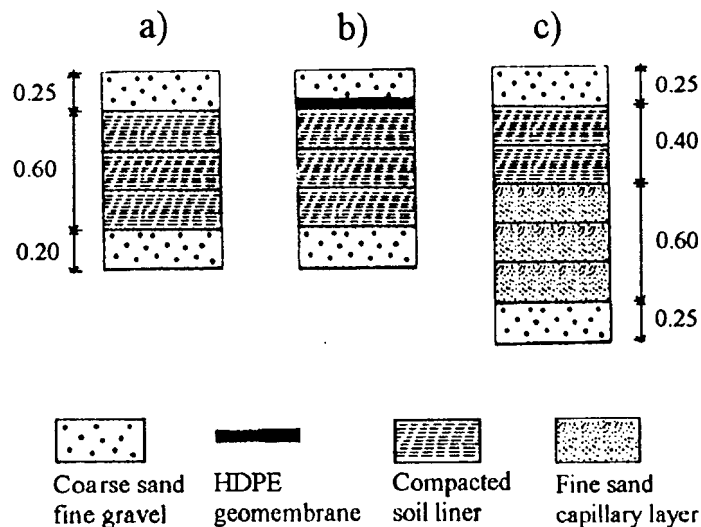 a) b) c)
0.25
0.60
0.20
0.25
0.40
0.60
0.25
Coarse sand
fine gravel
HDPE
geomembrane
Compacted
soil liner
Fine sand
capillary layer